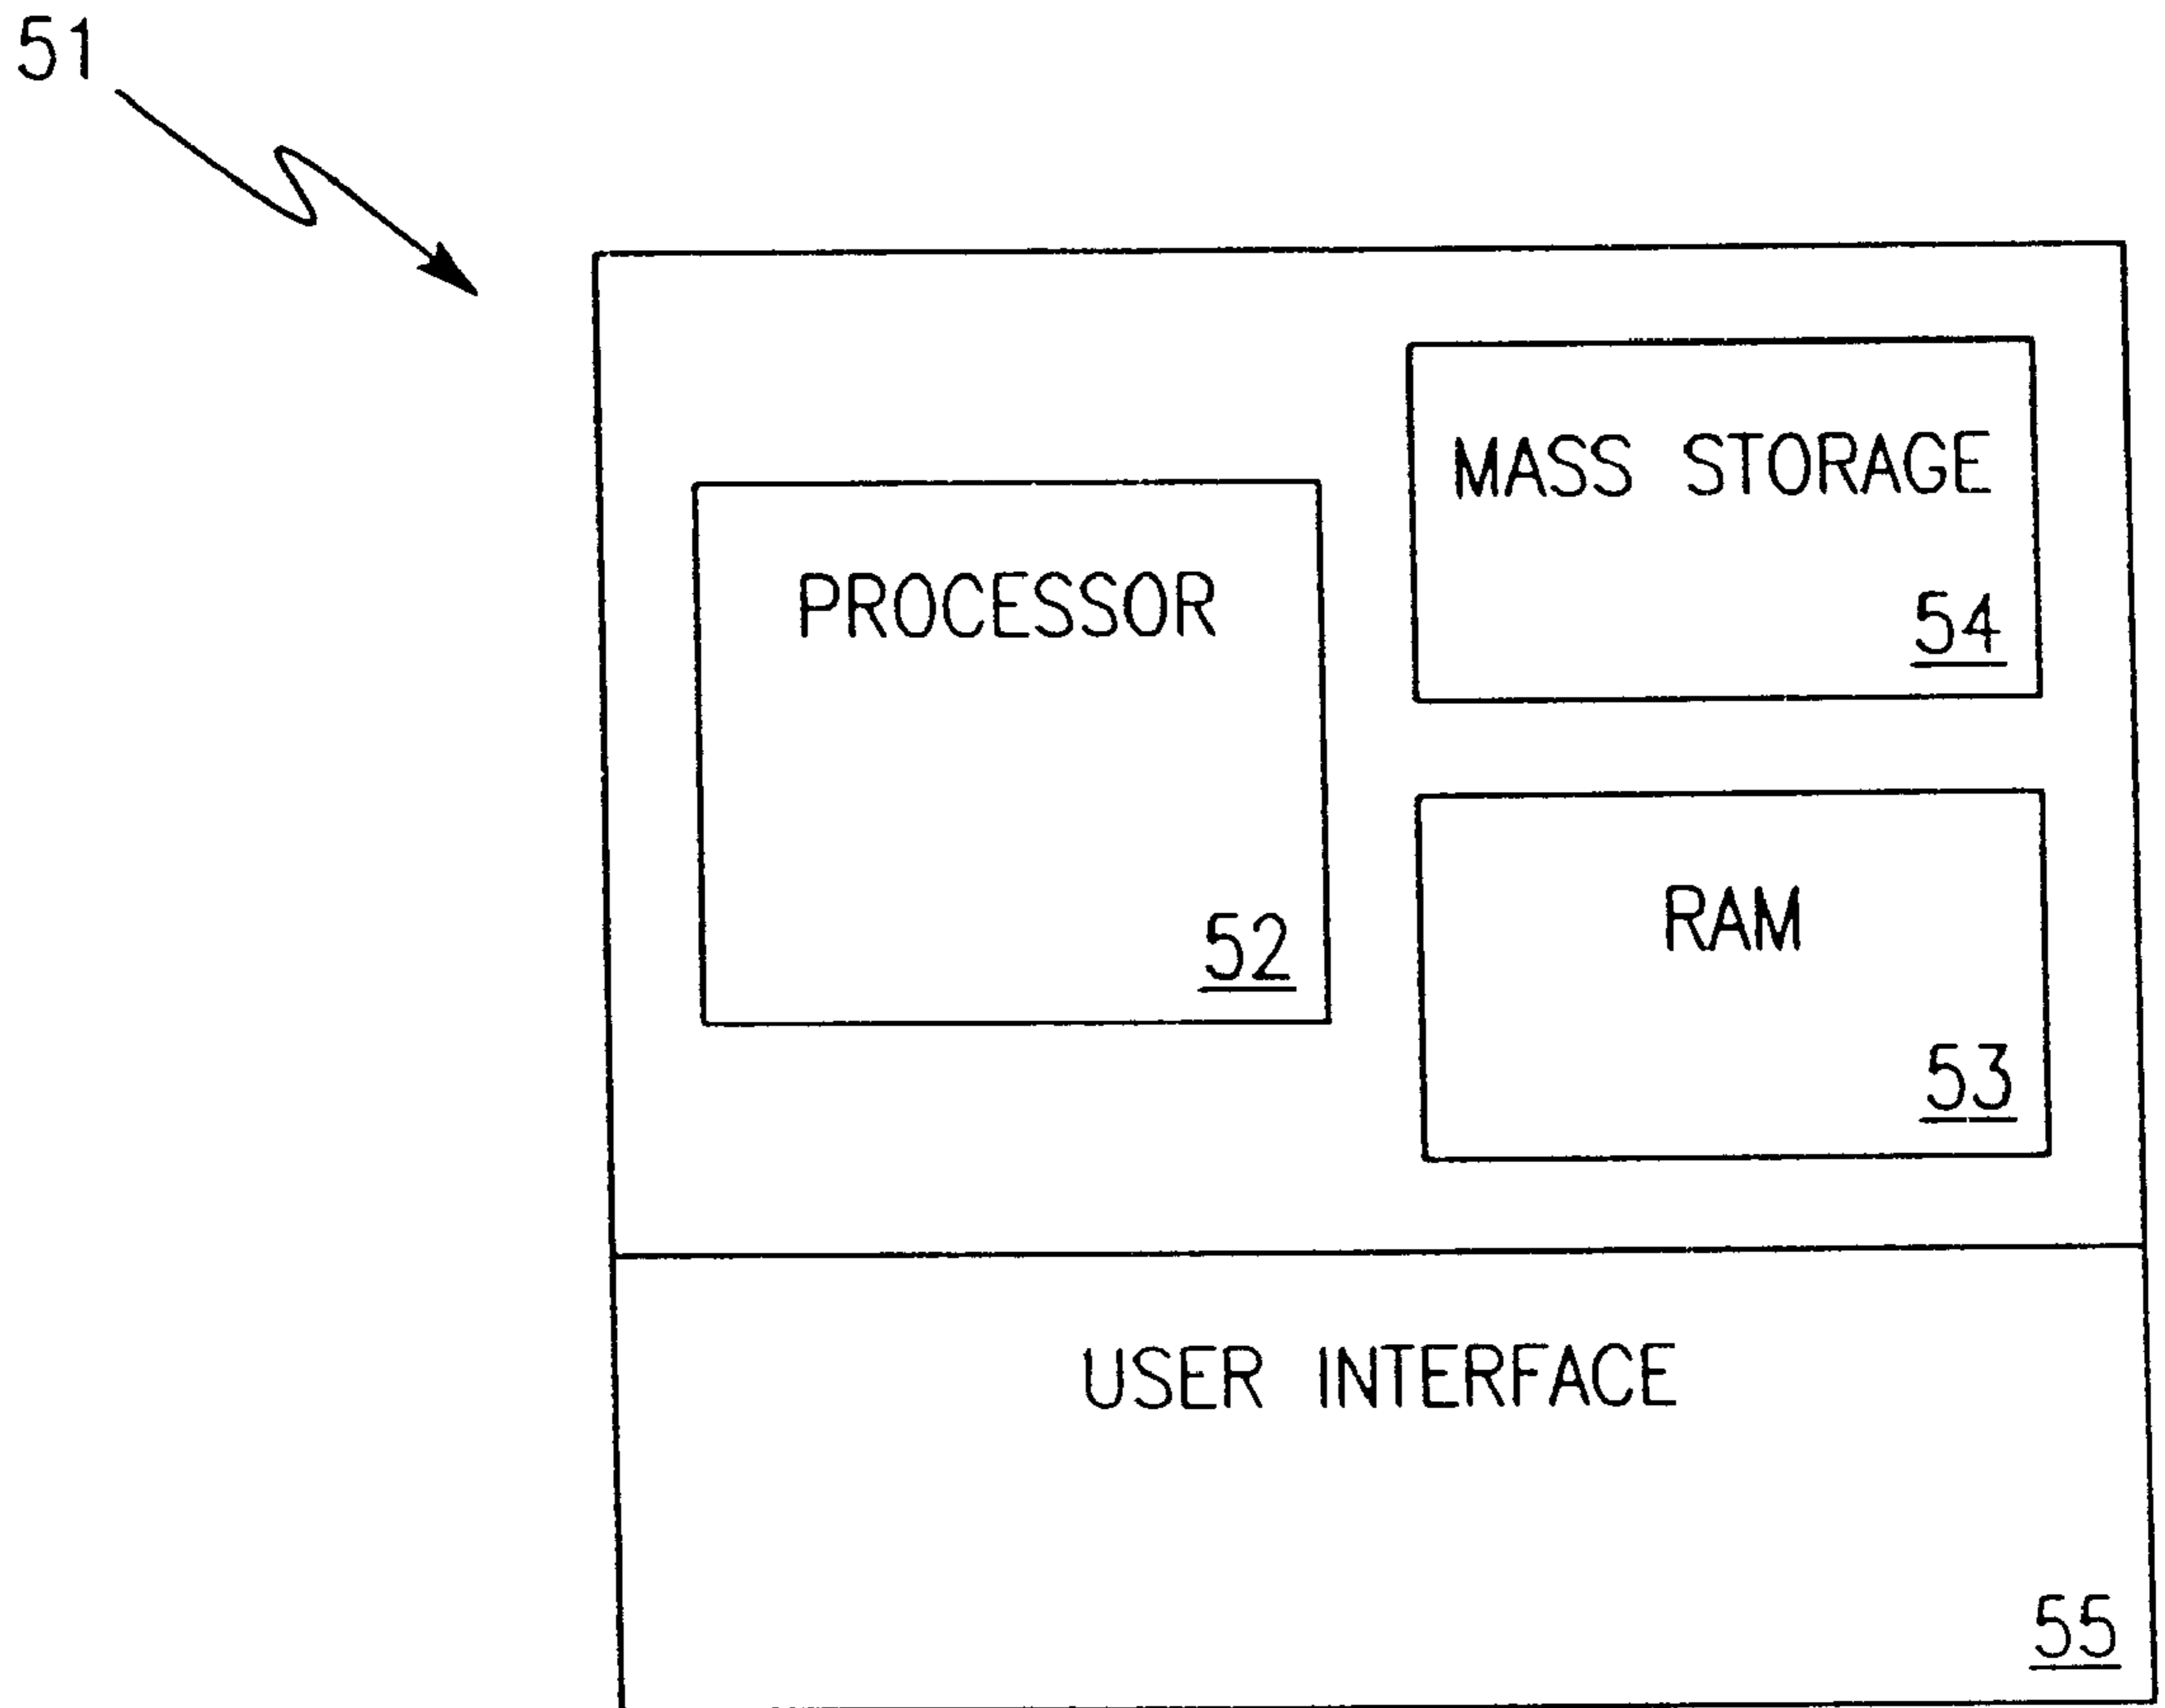 51
MASS STORAGE
54
PROCESSOR
52
RAM
53
USER INTERFACE
55